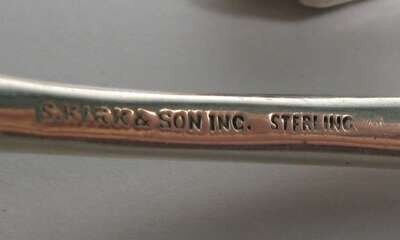 S. KIRK & SON INC. STERLING